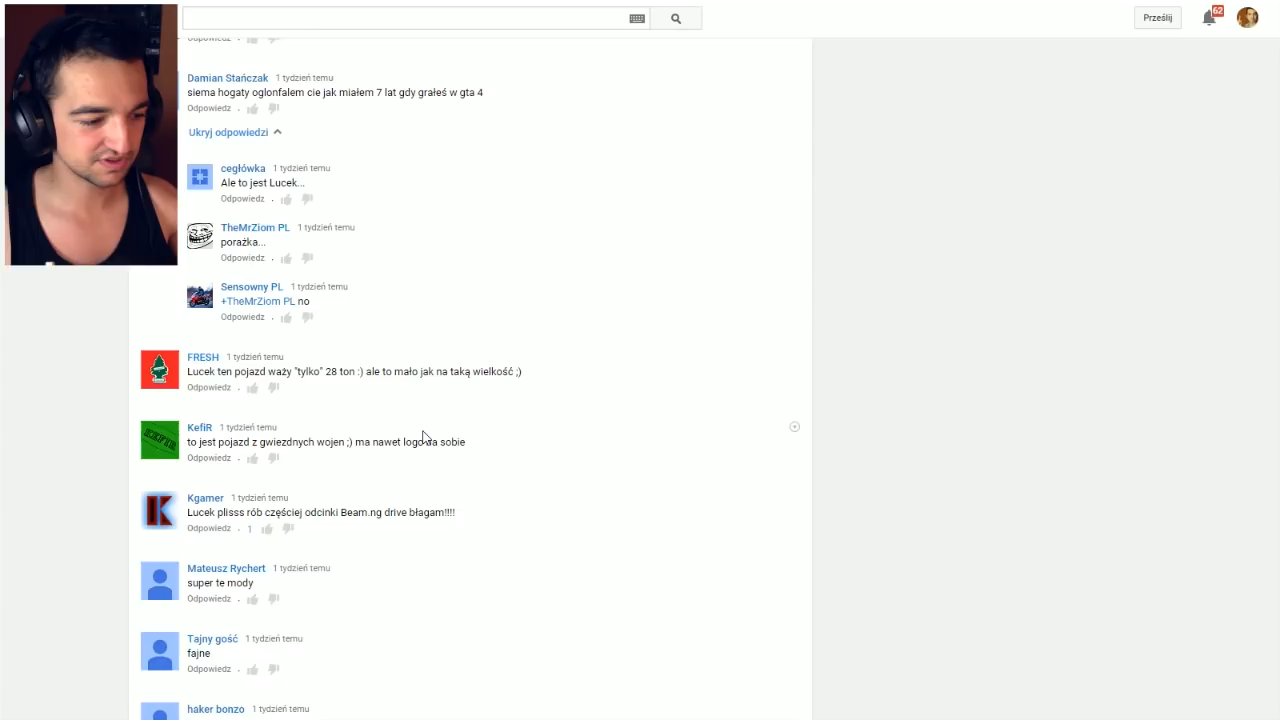 Prześlij
62
Odpowiedz
Damian Stańczak 1 tydzień temu
siema hogaty oglonfalem cie jak miałem 7 lat gdy grałeś w gta 4
Odpowiedz
Ukryj odpowiedzi
cegłówka 1 tydzień temu
Ale to jest Lucek...
Odpowiedz
TheMrZiom PL 1 tydzień temu
porażka...
Odpowiedz
Sensowny PL 1 tydzień temu
+TheMrZiom PL no
Odpowiedz
FRESH 1 tydzień temu
Lucek ten pojazd waży "tylko" 28 ton :) ale to mało jak na taką wielkość ;)
Odpowiedz
KefiR 1 tydzień temu
to jest pojazd z gwiezdnych wojen ;) ma nawet logo na sobie
Odpowiedz
Kgamer 1 tydzień temu
Lucek plisss rób częściej odcinki Beam.ng drive błagam!!!!
Odpowiedz 1
Mateusz Rychert 1 tydzień temu
super te mody
Odpowiedz
Tajny gość 1 tydzień temu
fajne
Odpowiedz
haker bonzo 1 tydzień temu